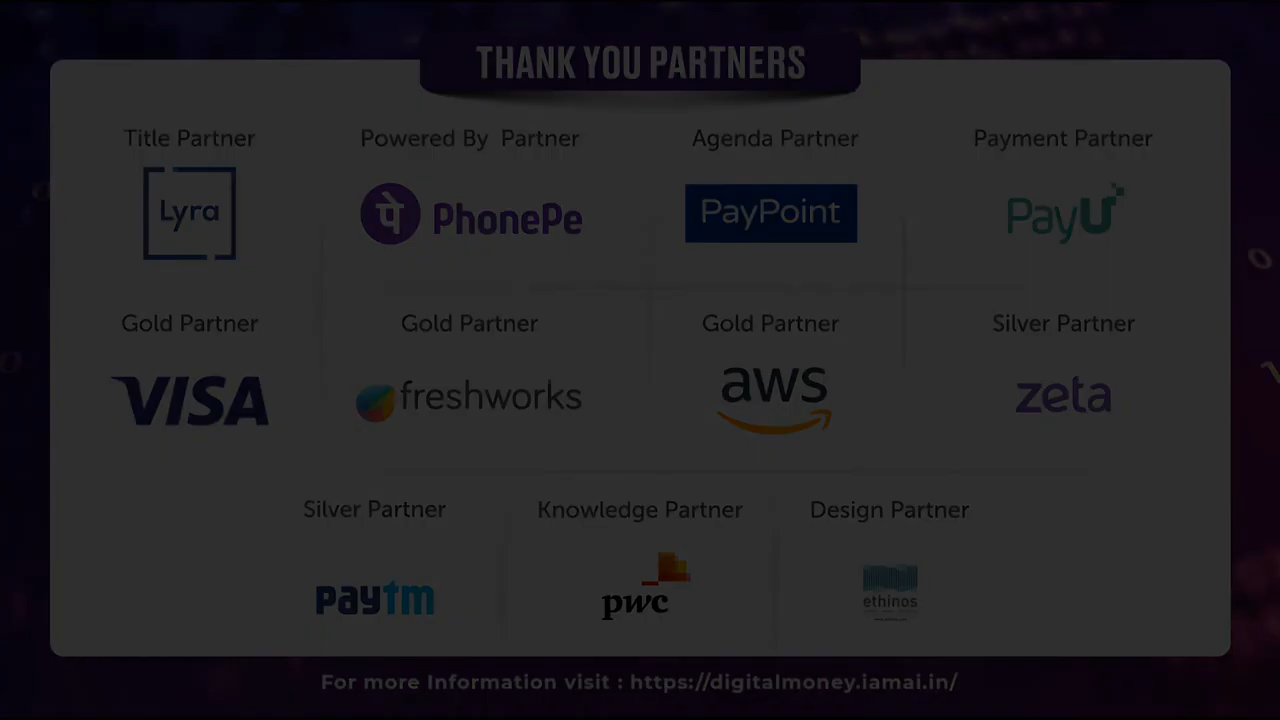 THANK YOU PARTNERS
Title Partner
Powered By Partner
Agenda Partner
Payment Partner
Lyra
पे PhonePe
PayPoint
PayU
Gold Partner
Gold Partner
Gold Partner
Silver Partner
VISA
freshworks
aws
zeta
Silver Partner
Knowledge Partner
Design Partner
paytm
pwc
ethinos
For more Information visit : https://digitalmoney.iamai.in/